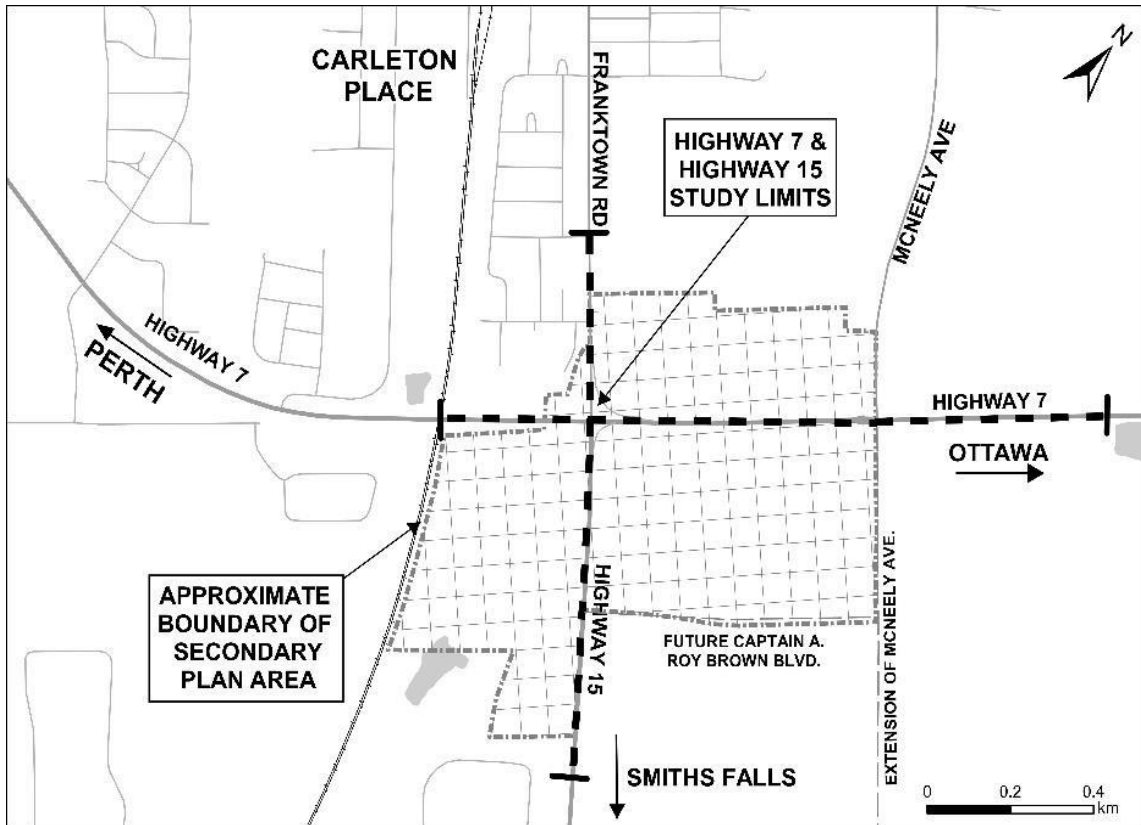 CARLETON
PLACE
FRANKTOWN RD
N
HIGHWAY 7 &
HIGHWAY 15
STUDY LIMITS
MCNEELY AVE
HIGHWAY 7
PERTH
HIGHWAY 7
OTTAWA
APPROXIMATE
BOUNDARY OF
SECONDARY
PLAN AREA
HIGHWAY 15
FUTURE CAPTAIN A.
ROY BROWN BLVD.
EXTENSION OF MCNEELY AVE.
SMITHS FALLS
0 0.2 0.4
km